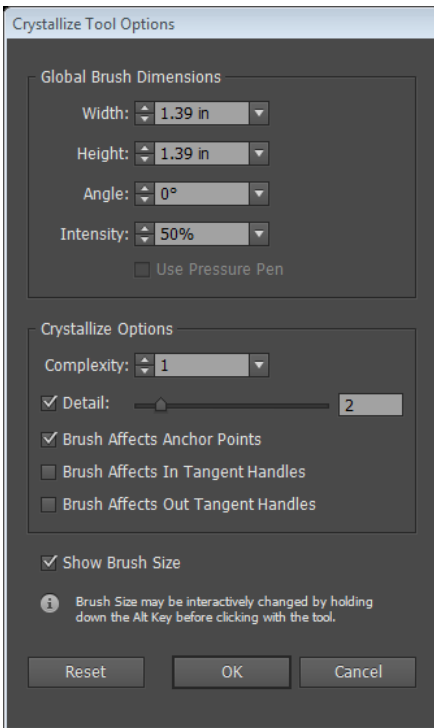 Crystallize Tool Options
Global Brush Dimensions
Width: 1.39 in
Height: 1.39 in
Angle: 0°
Intensity: 50%
Use Pressure Pen
Crystallize Options
Complexity: 1
Detail: 2
Brush Affects Anchor Points
Brush Affects In Tangent Handles
Brush Affects Out Tangent Handles
Show Brush Size
Brush Size may be interactively changed by holding
down the Alt Key before clicking with the tool.
Reset OK Cancel